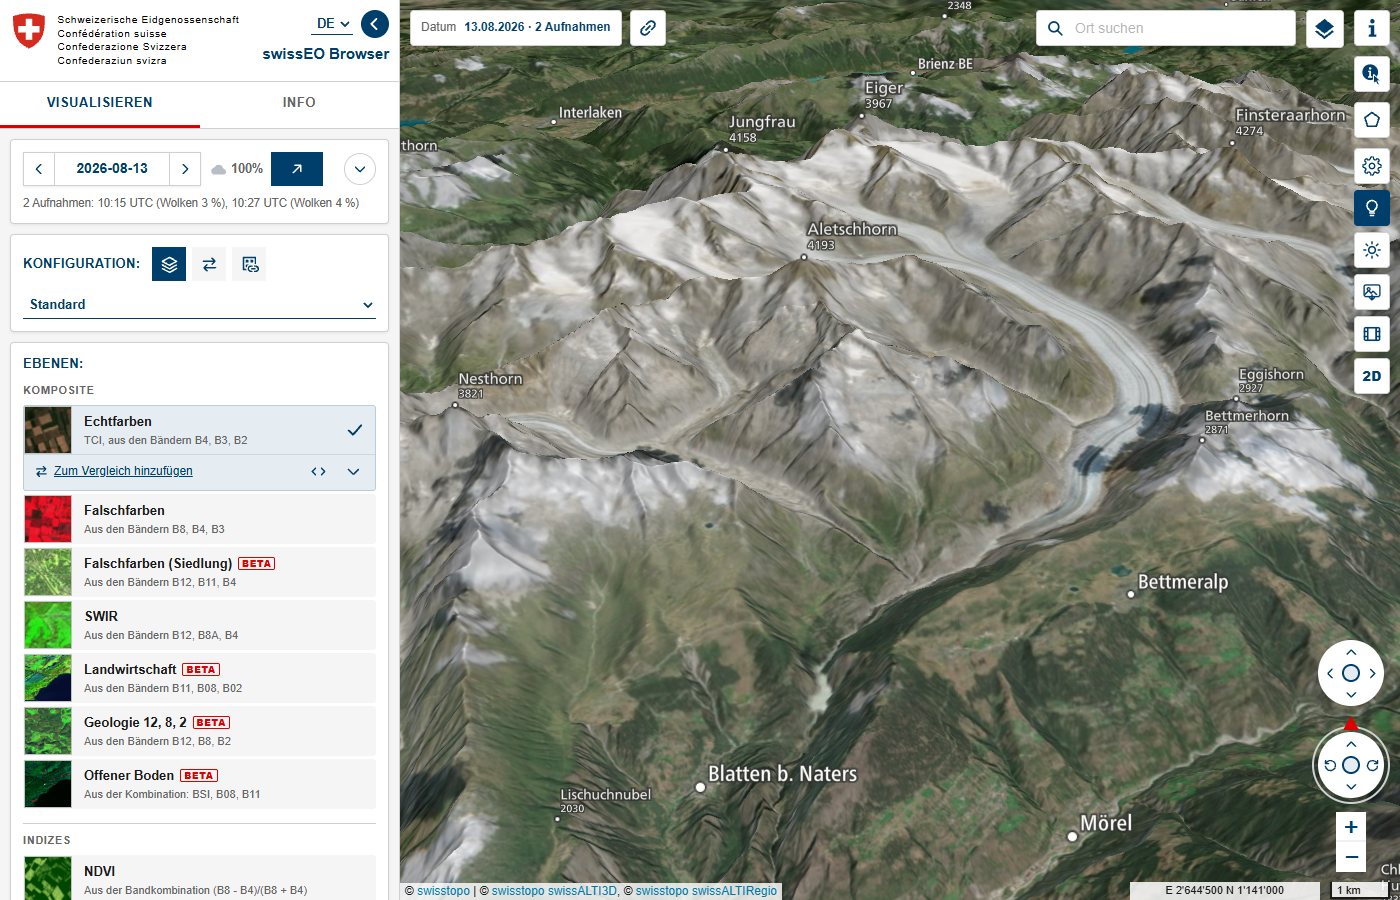 Schweizerische Eidgenossenschaft
Confédération suisse
Confederazione Svizzera
Confederaziun svizra
DE
swissEO Browser
VISUALISIEREN
INFO
2026-08-13
100%
2 Aufnahmen: 10:15 UTC (Wolken 3 %), 10:27 UTC (Wolken 4 %)
KONFIGURATION:
Standard
EBENEN:
KOMPOSITE
Echtfarben
TCI, aus den Bändern B4, B3, B2
Zum Vergleich hinzufügen
Falschfarben
Aus den Bändern B8, B4, B3
Falschfarben (Siedlung) BETA
Aus den Bändern B12, B11, B4
SWIR
Aus den Bändern B12, B8A, B4
Landwirtschaft BETA
Aus den Bändern B11, B08, B02
Geologie 12, 8, 2 BETA
Aus den Bändern B12, B8, B2
Offener Boden BETA
Aus der Kombination: BSI, B08, B11
INDIZES
NDVI
Aus der Bandkombination (B8 - B4)/(B8 + B4)
Datum 13.08.2026 · 2 Aufnahmen
Ort suchen
2D
2348
Brienz BE
Eiger
3967
Interlaken
Jungfrau
4158
Finsteraarhorn
4274
thorn
Aletschhorn
4193
Nesthorn
3821
Eggishorn
2927
Bettmerhorn
2871
Bettmeralp
Blatten b. Naters
Lischuchnubel
2030
Mörel
© swisstopo | © swisstopo swissALTI3D, © swisstopo swissALTIRegio
E 2'644'500 N 1'141'000
1 km